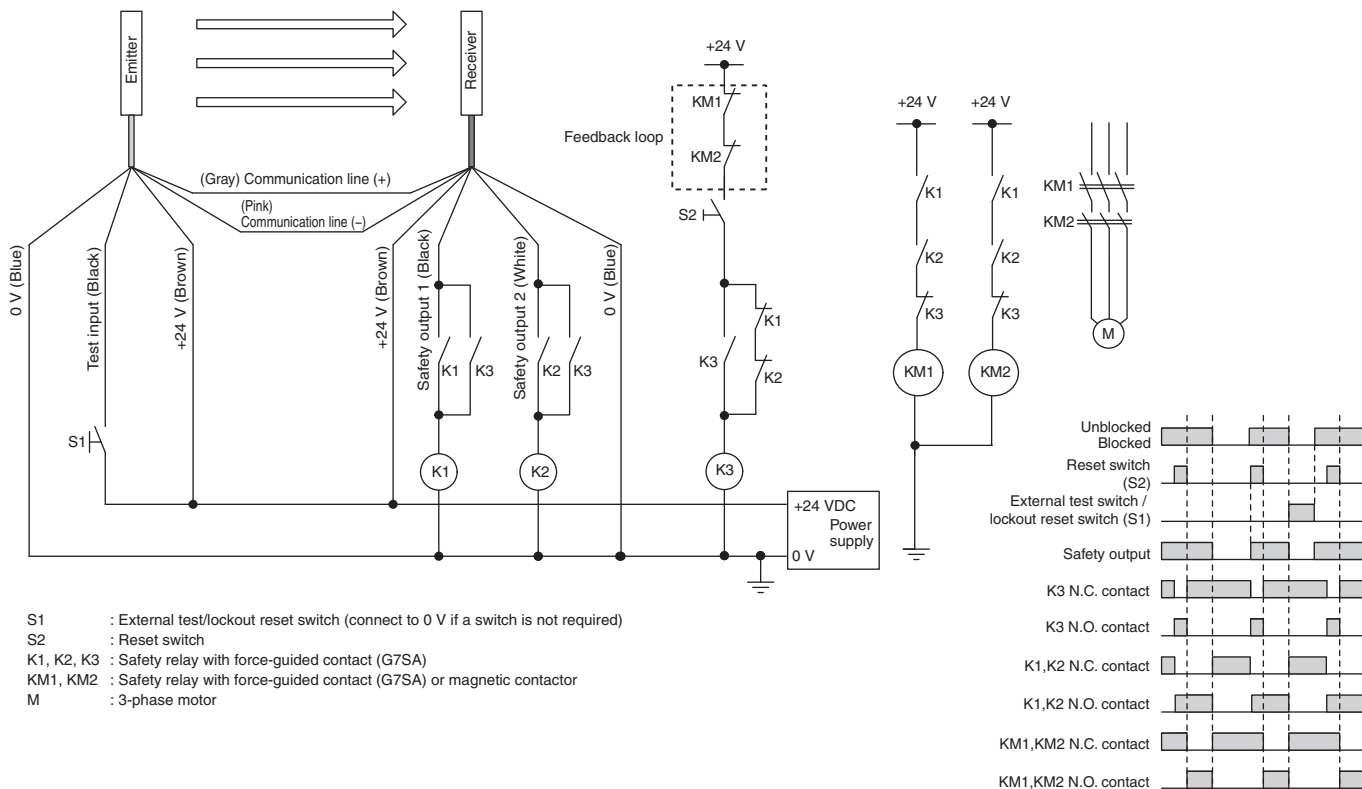 Emitter
Receiver
(Gray) Communication line (+)
(Pink)
Communication line (–)
0 V (Blue)
Test input (Black)
+24 V (Brown)
+24 V (Brown)
Safety output 1 (Black)
Safety output 2 (White)
0 V (Blue)
K1
K3
K2
K3
S1
K1
K2
+24 V
KM1
Feedback loop
KM2
S2
K1
K3
K2
K3
+24 VDC
Power
supply
0 V
+24 V
+24 V
K1
K1
K2
K2
K3
K3
KM1
KM2
KM1
KM2
M
S1 : External test/lockout reset switch (connect to 0 V if a switch is not required)
S2 : Reset switch
K1, K2, K3 : Safety relay with force-guided contact (G7SA)
KM1, KM2 : Safety relay with force-guided contact (G7SA) or magnetic contactor
M : 3-phase motor
Unblocked
Blocked
Reset switch
(S2)
External test switch /
lockout reset switch (S1)
Safety output
K3 N.C. contact
K3 N.O. contact
K1,K2 N.C. contact
K1,K2 N.O. contact
KM1,KM2 N.C. contact
KM1,KM2 N.O. contact